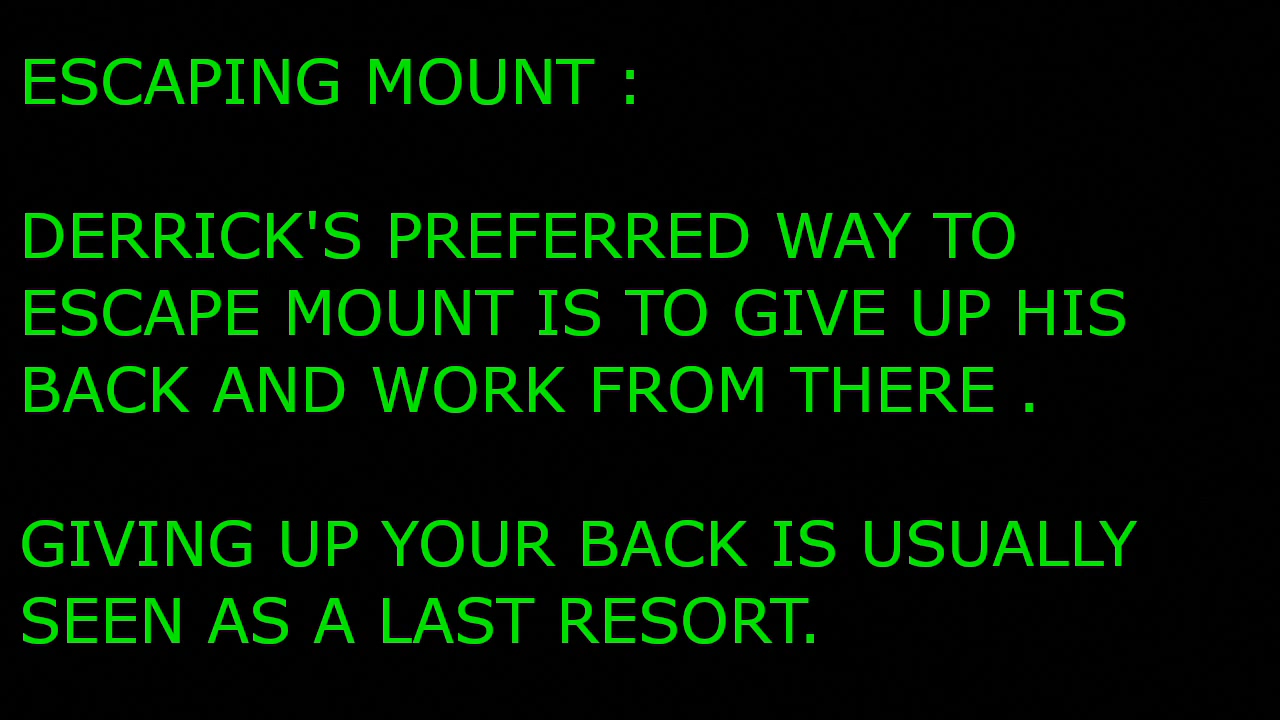 ESCAPING MOUNT :
DERRICK'S PREFERRED WAY TO
ESCAPE MOUNT IS TO GIVE UP HIS
BACK AND WORK FROM THERE .
GIVING UP YOUR BACK IS USUALLY
SEEN AS A LAST RESORT.